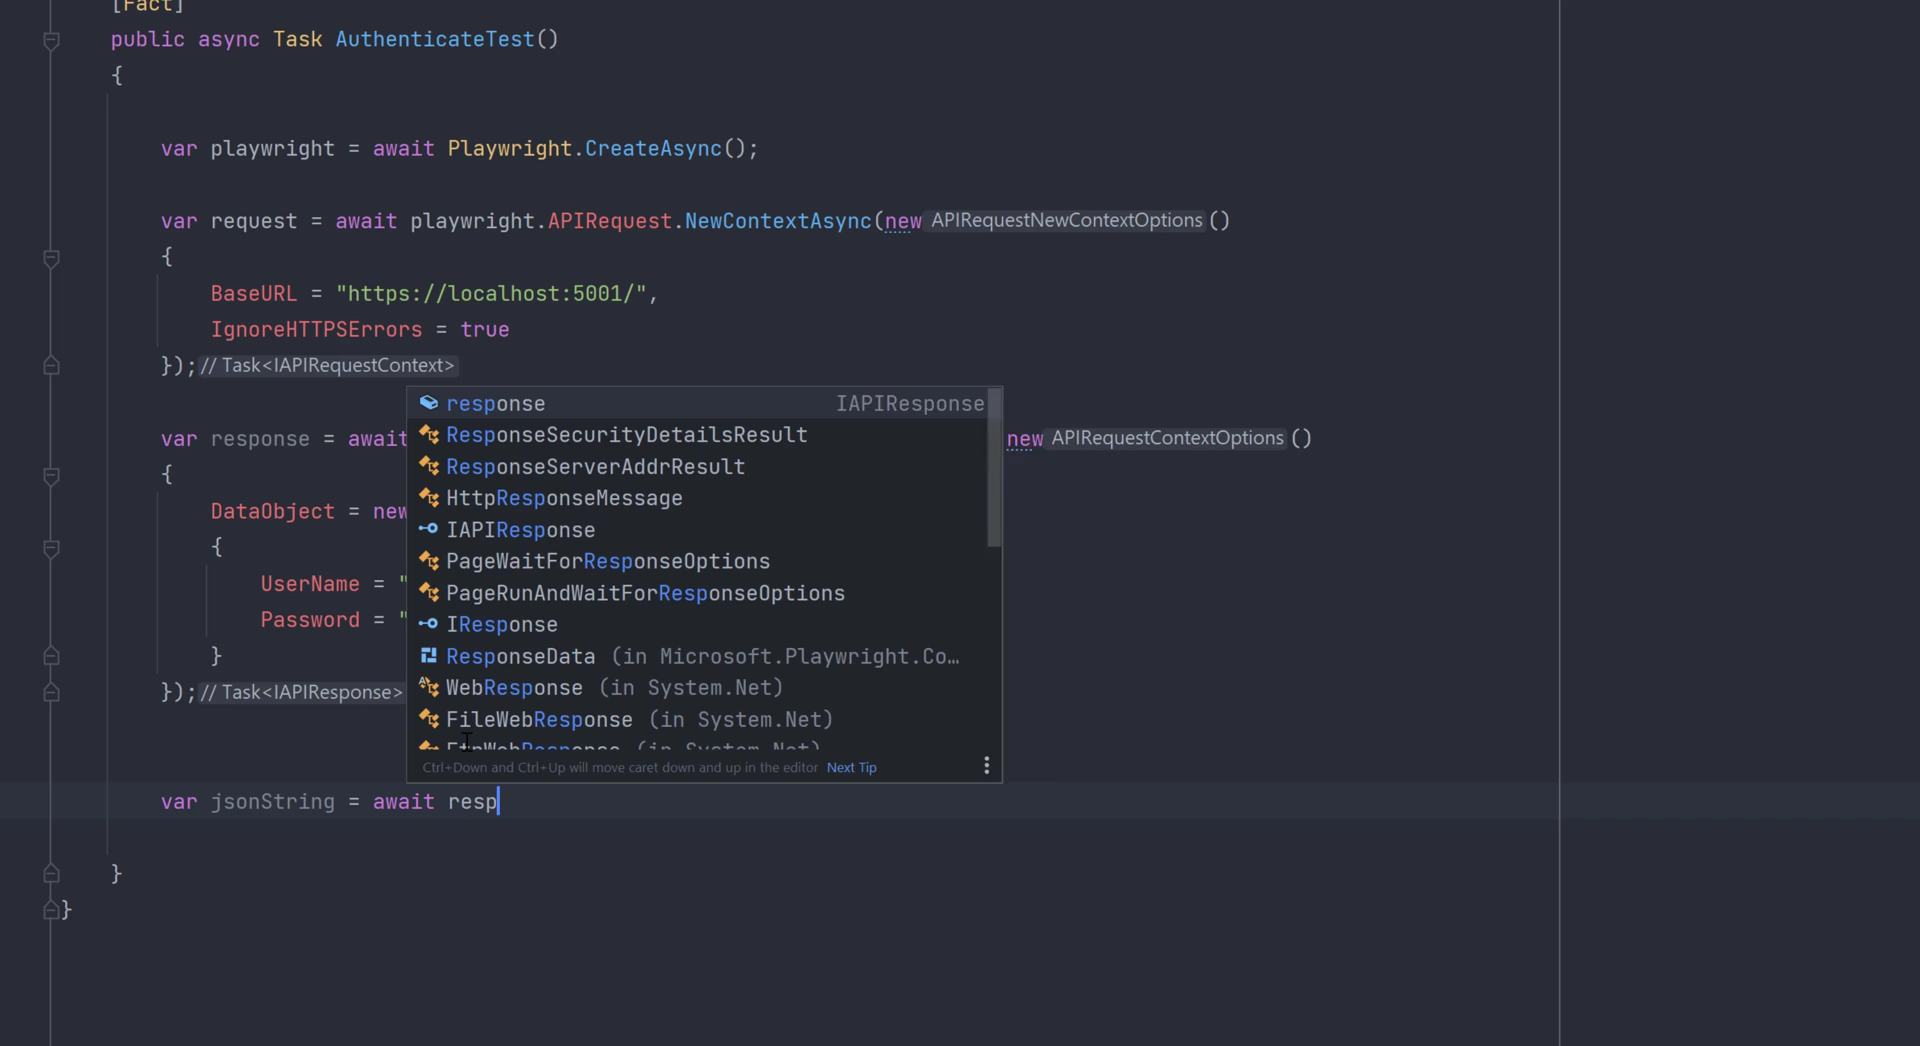 [Fact]
public async Task AuthenticateTest()
{
var playwright = await Playwright.CreateAsync();
var request = await playwright.APIRequest.NewContextAsync(new APIRequestNewContextOptions ()
{
BaseURL = "https://localhost:5001/",
IgnoreHTTPSErrors = true
}); // Task<IAPIRequestContext>
var response = await new APIRequestContextOptions ()
{
DataObject = new
{
UserName = "
Password = "
}
}); // Task<IAPIResponse>
response IAPIResponse
ResponseSecurityDetailsResult
ResponseServerAddrResult
HttpResponseMessage
IAPIResponse
PageWaitForResponseOptions
PageRunAndWaitForResponseOptions
IResponse
ResponseData (in Microsoft.Playwright.Co…
WebResponse (in System.Net)
FileWebResponse (in System.Net)
FtpWebResponse (in System.Net)
Ctrl+Down and Ctrl+Up will move caret down and up in the editor Next Tip
var jsonString = await resp
}
}